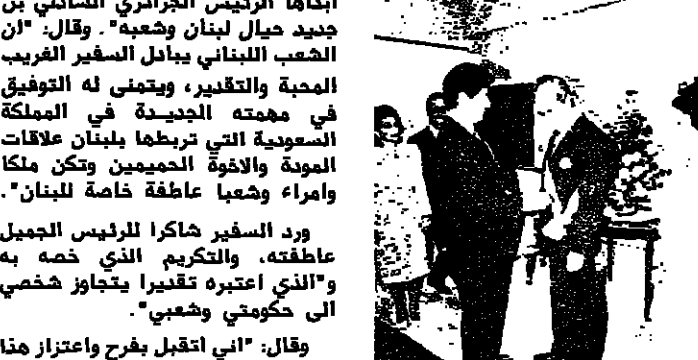 ابداها الرئيس الجزائري الشاذلي بن
جديد حيال لبنان وشعبه". وقال: "ان
الشعب اللبناني يبادل السفير الغريب
المحبة والتقدير، ويتمنى له التوفيق
في مهمته الجديدة في المملكة
السعودية التي تربطها بلبنان علاقات
المودة والاخوة الحميمين وتكن ملكا
وامراء وشعبا عاطفة خاصة للبنان".
ورد السفير شاكرا للرئيس الجميل
عاطفته، والتكريم الذي خصه به
و"الذي اعتبره تقديرا يتجاوز شخصي
الى حكومتي وشعبي".
وقال: "اني اتقبل بفرح واعتزاز هذا